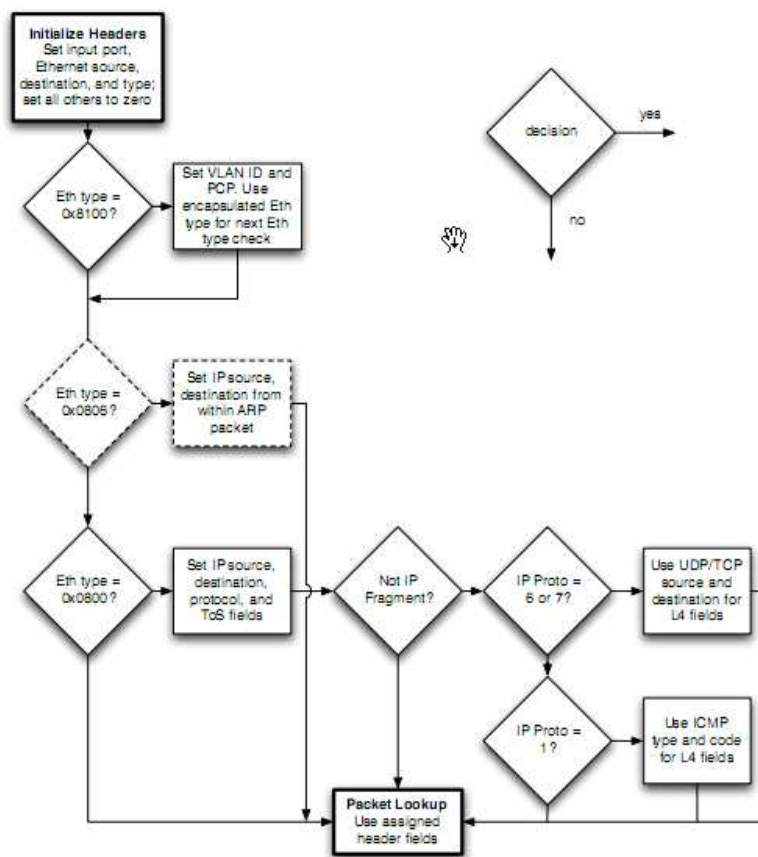 Initialize Headers
Set input port,
Ethernet source,
destination, and type;
set all others to zero
decision
yes
no
Eth type =
0x8100?
Set VLAN ID and
PCP. Use
encapsulated Eth
type for next Eth
type check
Eth type =
0x0806?
Set IP source,
destination from
within ARP
packet
Eth type =
0x0800?
Set IP source,
destination,
protocol, and
ToS fields
Not IP
Fragment?
IP Proto =
6 or 7?
Use UDP/TCP
source and
destination for
L4 fields
IP Proto =
1?
Use ICMP
type and code
for L4 fields
Packet Lookup
Use assigned
header fields